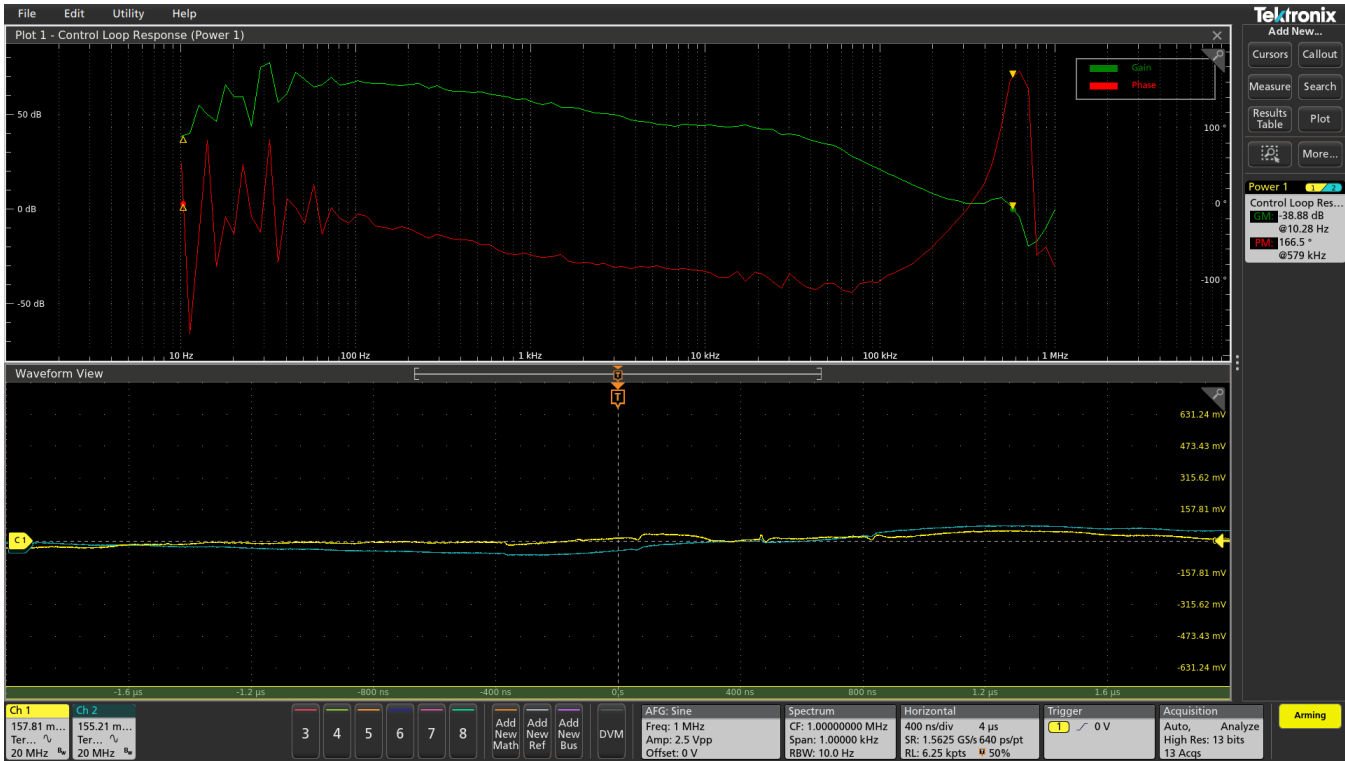 File Edit Utility Help
Tektronix
Add New...
Plot 1 - Control Loop Response (Power 1)
Cursors Callout
Measure Search
Results Table Plot
More...
Gain
Phase
50 dB
0 dB
-50 dB
100 °
0 °
-100 °
10 Hz 100 Hz 1 kHz 10 kHz 100 kHz 1 MHz
Power 1 1 2
Control Loop Res...
GM: -38.88 dB
@10.28 Hz
PM: 166.5 °
@579 kHz
Waveform View
T
T
631.24 mV
473.43 mV
315.62 mV
157.81 mV
C1
-157.81 mV
-315.62 mV
-473.43 mV
-631.24 mV
-1.6 µs -1.2 µs -800 ns -400 ns 0 s 400 ns 800 ns 1.2 µs 1.6 µs
Ch 1
157.81 m...
Ter...
20 MHz Bw
Ch 2
155.21 m...
Ter...
20 MHz Bw
3 4 5 6 7 8
Add New Math
Add New Ref
Add New Bus
DVM
AFG: Sine
Freq: 1 MHz
Amp: 2.5 Vpp
Offset: 0 V
Spectrum
CF: 1.00000000 MHz
Span: 1.00000 kHz
RBW: 10.0 Hz
Horizontal
400 ns/div 4 µs
SR: 1.5625 GS/s 640 ps/pt
RL: 6.25 kpts 50%
Trigger
1 0 V
Acquisition
Auto, Analyze
High Res: 13 bits
13 Acqs
Arming